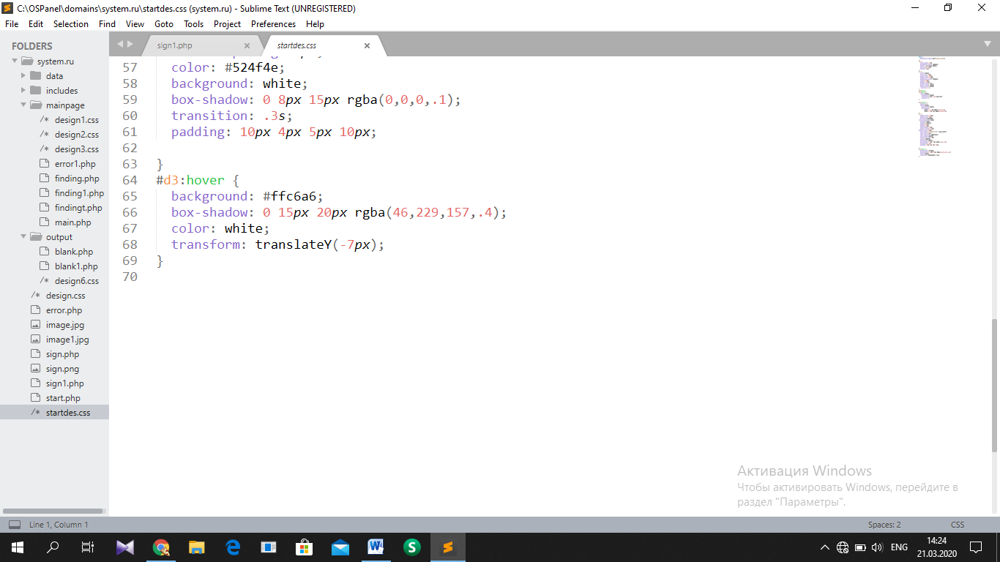 C:\OSPanel\domains\system.ru\startdes.css (system.ru) - Sublime Text (UNREGISTERED)
File Edit Selection Find View Goto Tools Project Preferences Help
FOLDERS
system.ru
data
includes
mainpage
/* design1.css
/* design2.css
/* design3.css
error1.php
finding.php
finding1.php
findingt.php
main.php
output
blank.php
blank1.php
/* design6.css
/* design.css
error.php
image.jpg
image1.jpg
sign.php
sign.png
sign1.php
start.php
/* startdes.css
sign1.php startdes.css
57 color: #524f4e;
58 background: white;
59 box-shadow: 0 8px 15px rgba(0,0,0,.1);
60 transition: .3s;
61 padding: 10px 4px 5px 10px;
62
63 }
64 #d3:hover {
65 background: #ffc6a6;
66 box-shadow: 0 15px 20px rgba(46,229,157,.4);
67 color: white;
68 transform: translateY(-7px);
69 }
70
Активация Windows
Чтобы активировать Windows, перейдите в
раздел "Параметры".
Line 1, Column 1 Spaces: 2 CSS
ENG
14:24
21.03.2020